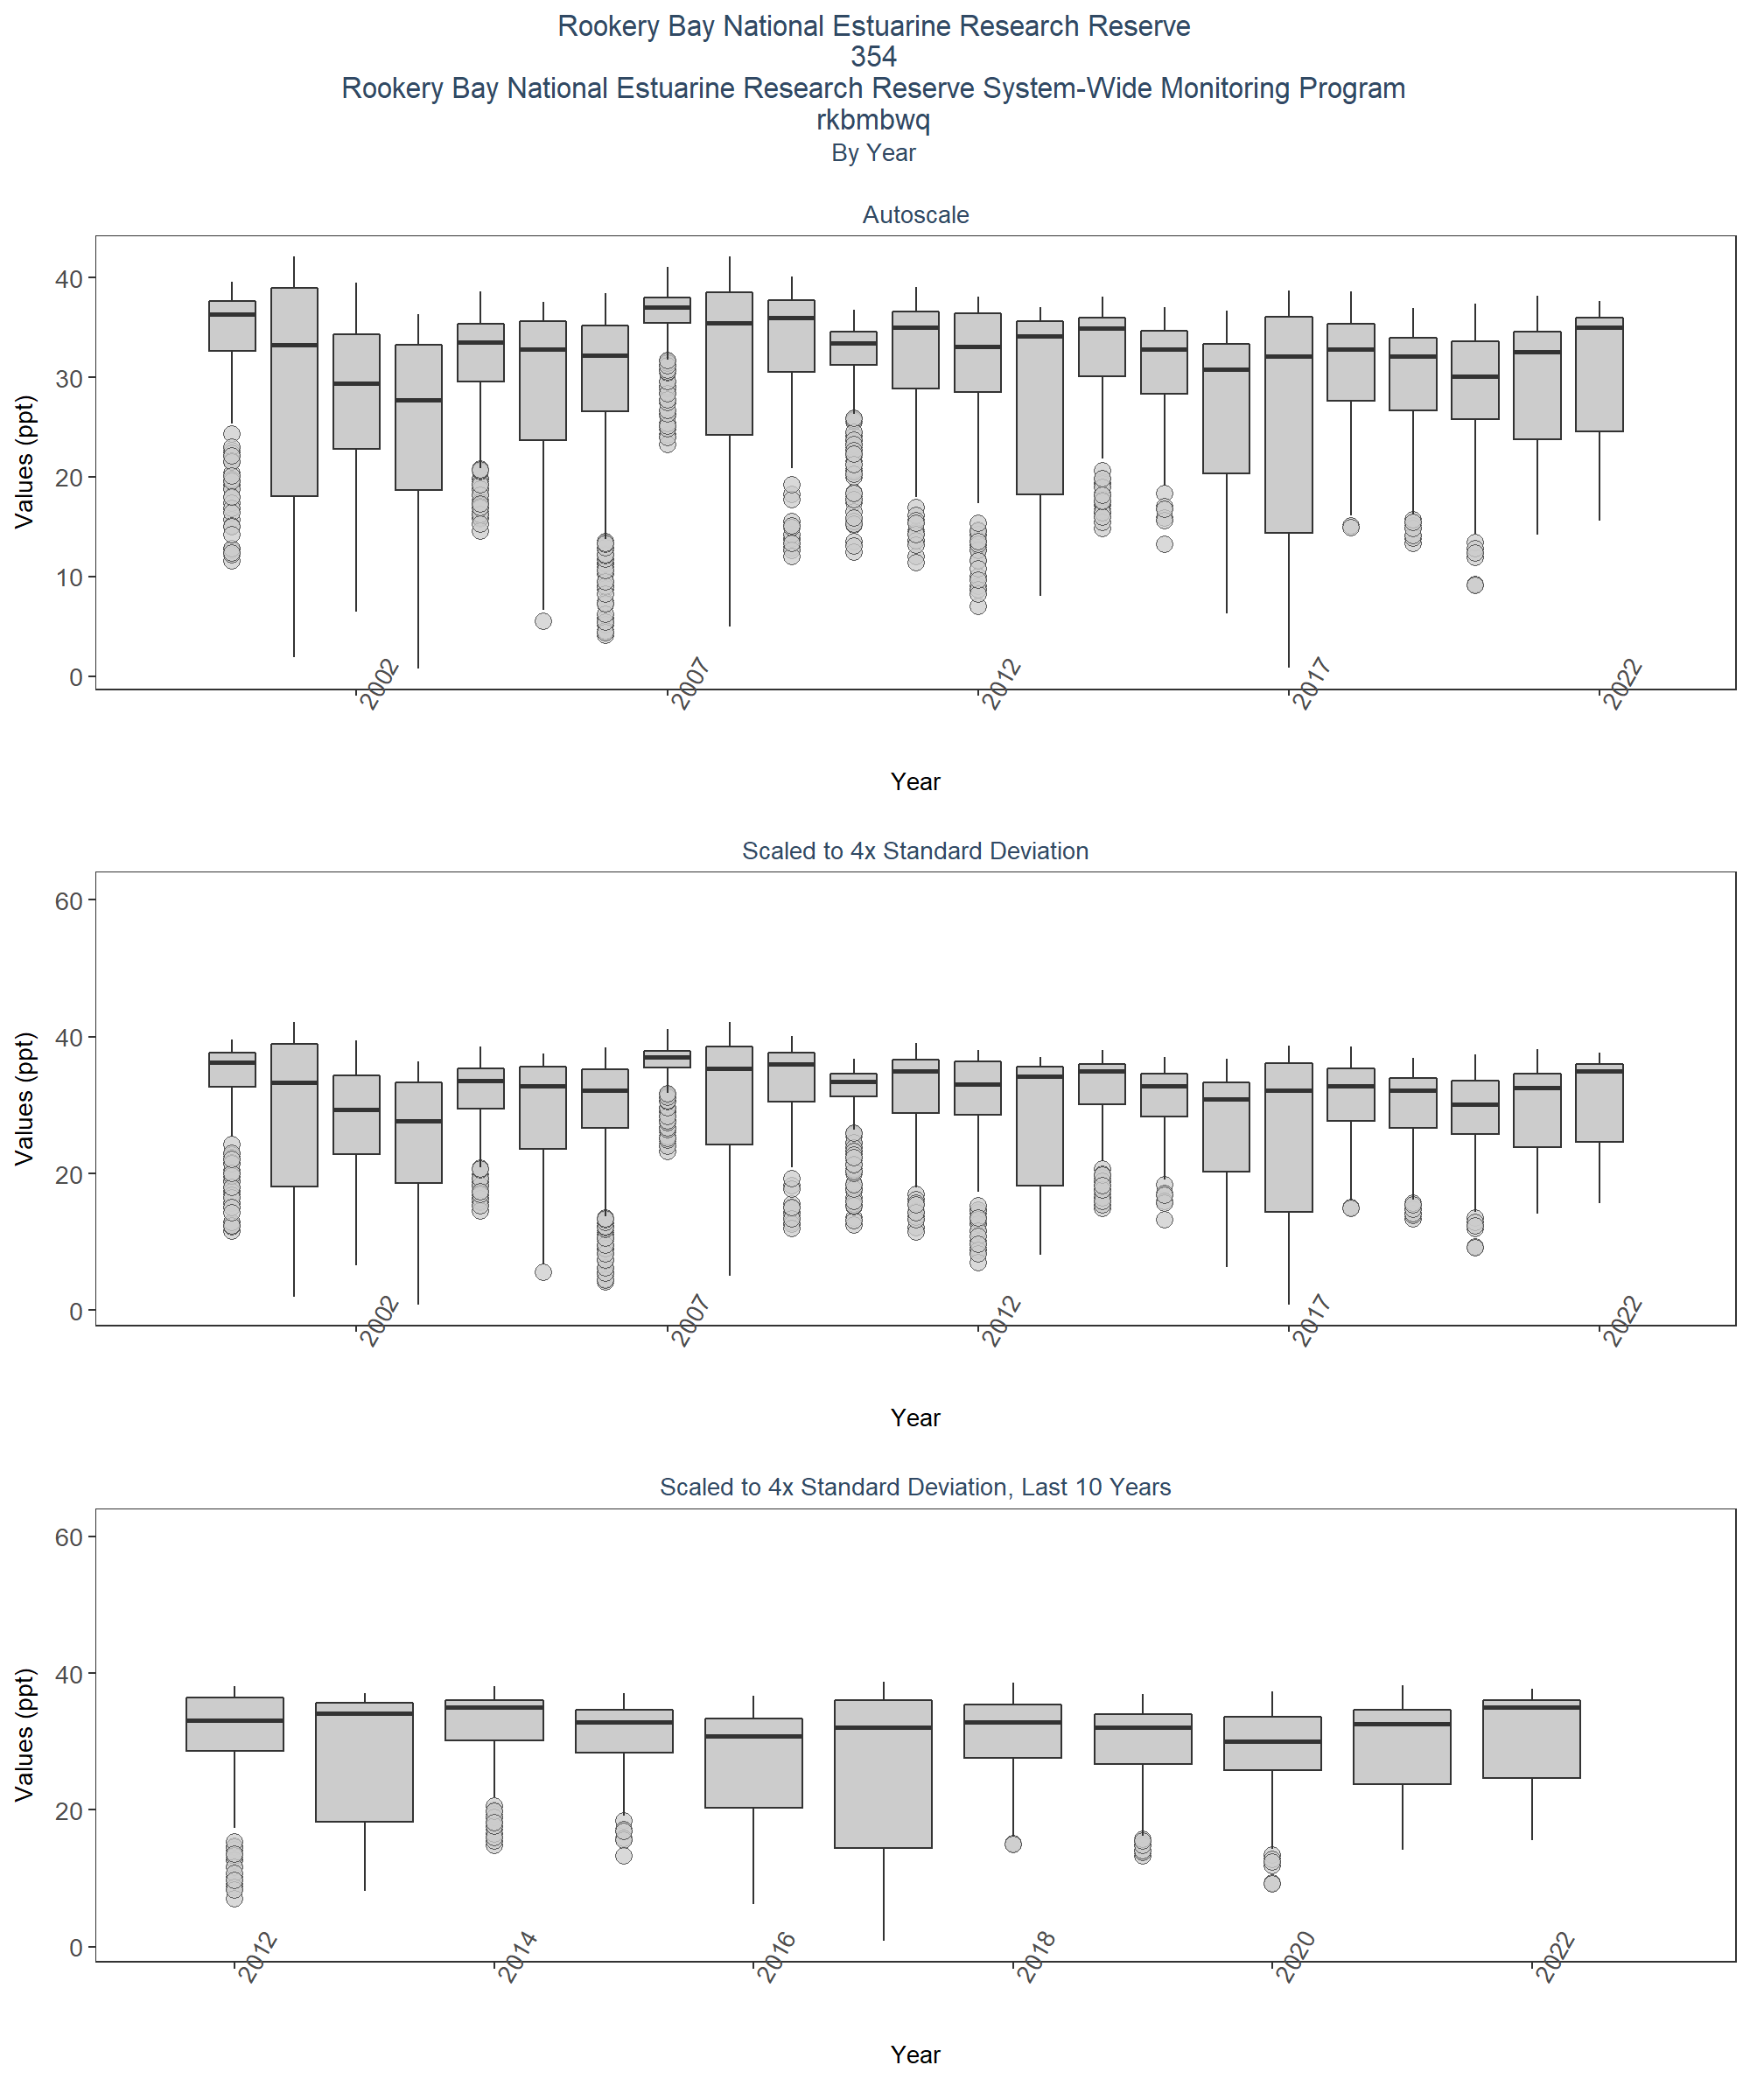 Rookery Bay National Estuarine Research Reserve
354
Rookery Bay National Estuarine Research Reserve System-Wide Monitoring Program
rkbmbwq
By Year
Autoscale
Values (ppt)
40
30
20
10
0
2002 2007 2012 2017 2022
Year
Scaled to 4x Standard Deviation
Values (ppt)
60
40
20
0
2002 2007 2012 2017 2022
Year
Scaled to 4x Standard Deviation, Last 10 Years
Values (ppt)
60
40
20
0
2012 2014 2016 2018 2020 2022
Year